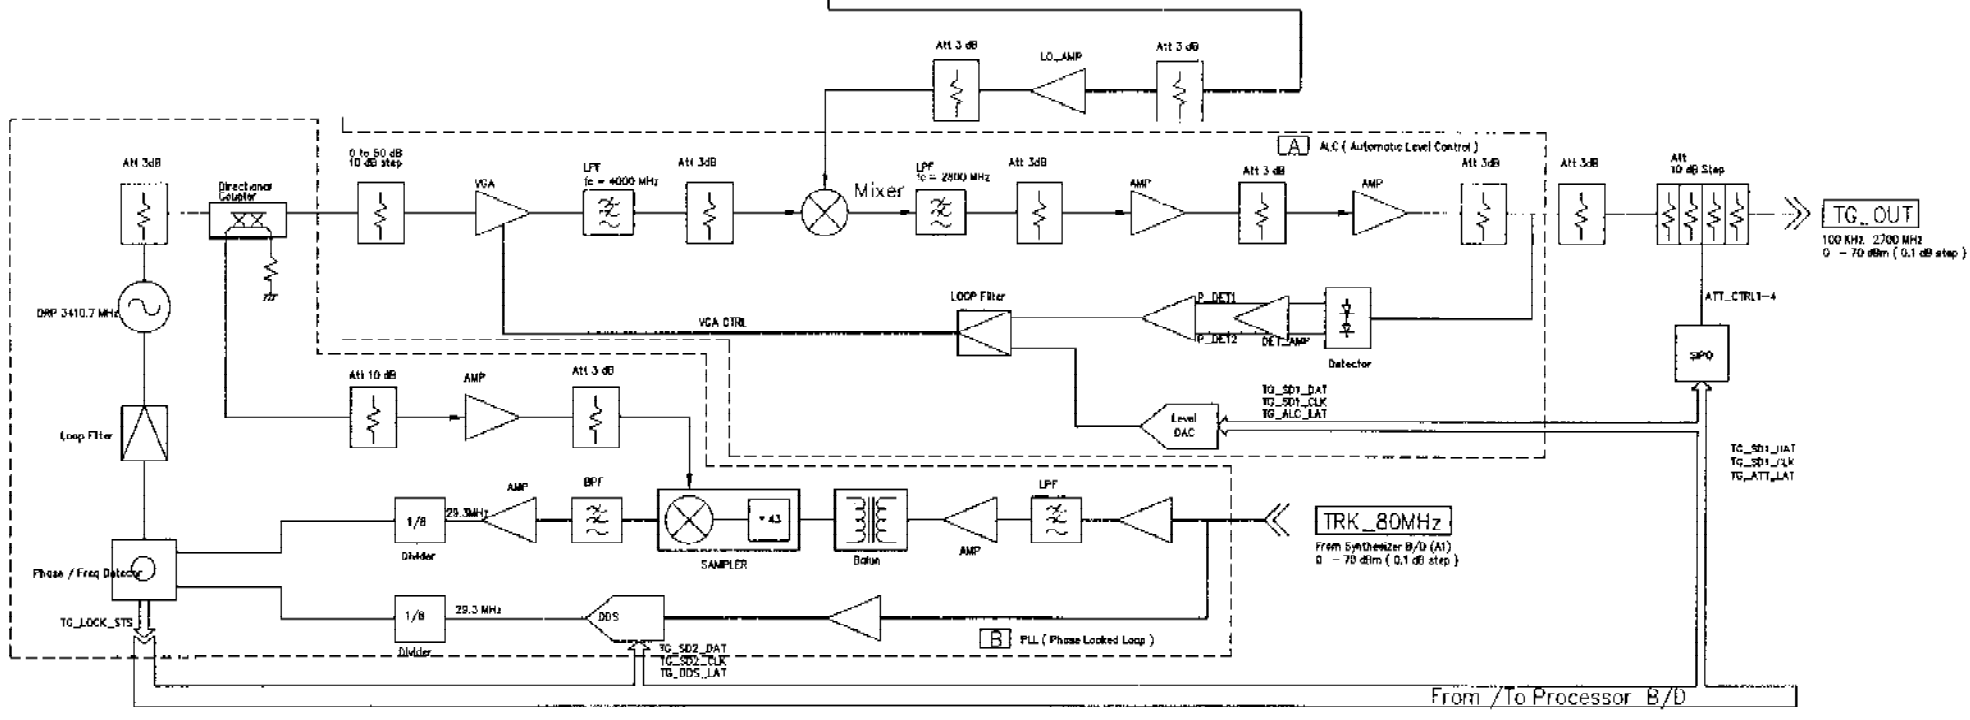 Att 3 dB
LO_AMP
Att 3 dB
A
ALC ( Automatic Level Control )
Att 3dB
Directional
Coupler
0 to 50 dB
10 dB step
VGA
LPF
fc = 4000 MHz
Att 3dB
Mixer
LPF
fc = 2800 MHz
Att 3dB
AMP
Att 3 dB
AMP
Att 3dB
Att 3dB
Att
10 dB Step
TG_OUT
100 KHz 2700 MHz
0 - 70 dBm ( 0.1 dB step )
DRP 3410.7 MHz
VGA CTRL
LOOP Filter
P_DET1
P_DET2
DET_AMP
Detector
ATT_CTRL1-4
SIPO
Att 10 dB
AMP
Att 3 dB
Loop Filter
TG_SD1_DAT
TG_SD1_CLK
TG_ALC_LAT
Level
DAC
TG_SD1_DAT
TG_SD1_CLK
TG_ATT_LAT
1/8
Divider
29.3MHz
AMP
BPF
* 43
SAMPLER
Balun
AMP
LPF
TRK_80MHz
From Synthesizer B/D (A1)
0 - 70 dBm ( 0.1 dB step )
Phase / Freq Detector
TG_LOCK_STS
1/8
Divider
29.3 MHz
DDS
TG_SD2_DAT
TG_SD2_CLK
TG_DDS_LAT
B
PLL ( Phase Locked Loop )
From /To Processor B/D